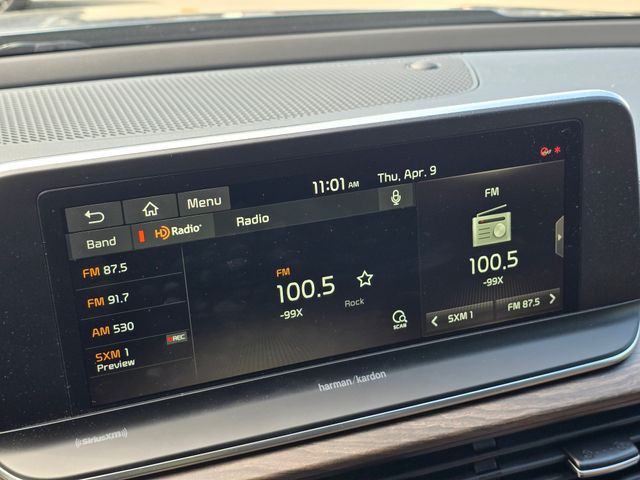 11:01 AM
Thu, Apr. 9
Menu
Band
HD Radio
Radio
FM 87.5
FM 91.7
AM 530
SXM 1
Preview
REC
FM
100.5
-99X
Rock
SCAN
FM
100.5
-99X
SXM 1
FM 87.5
harman/kardon
SiriusXM